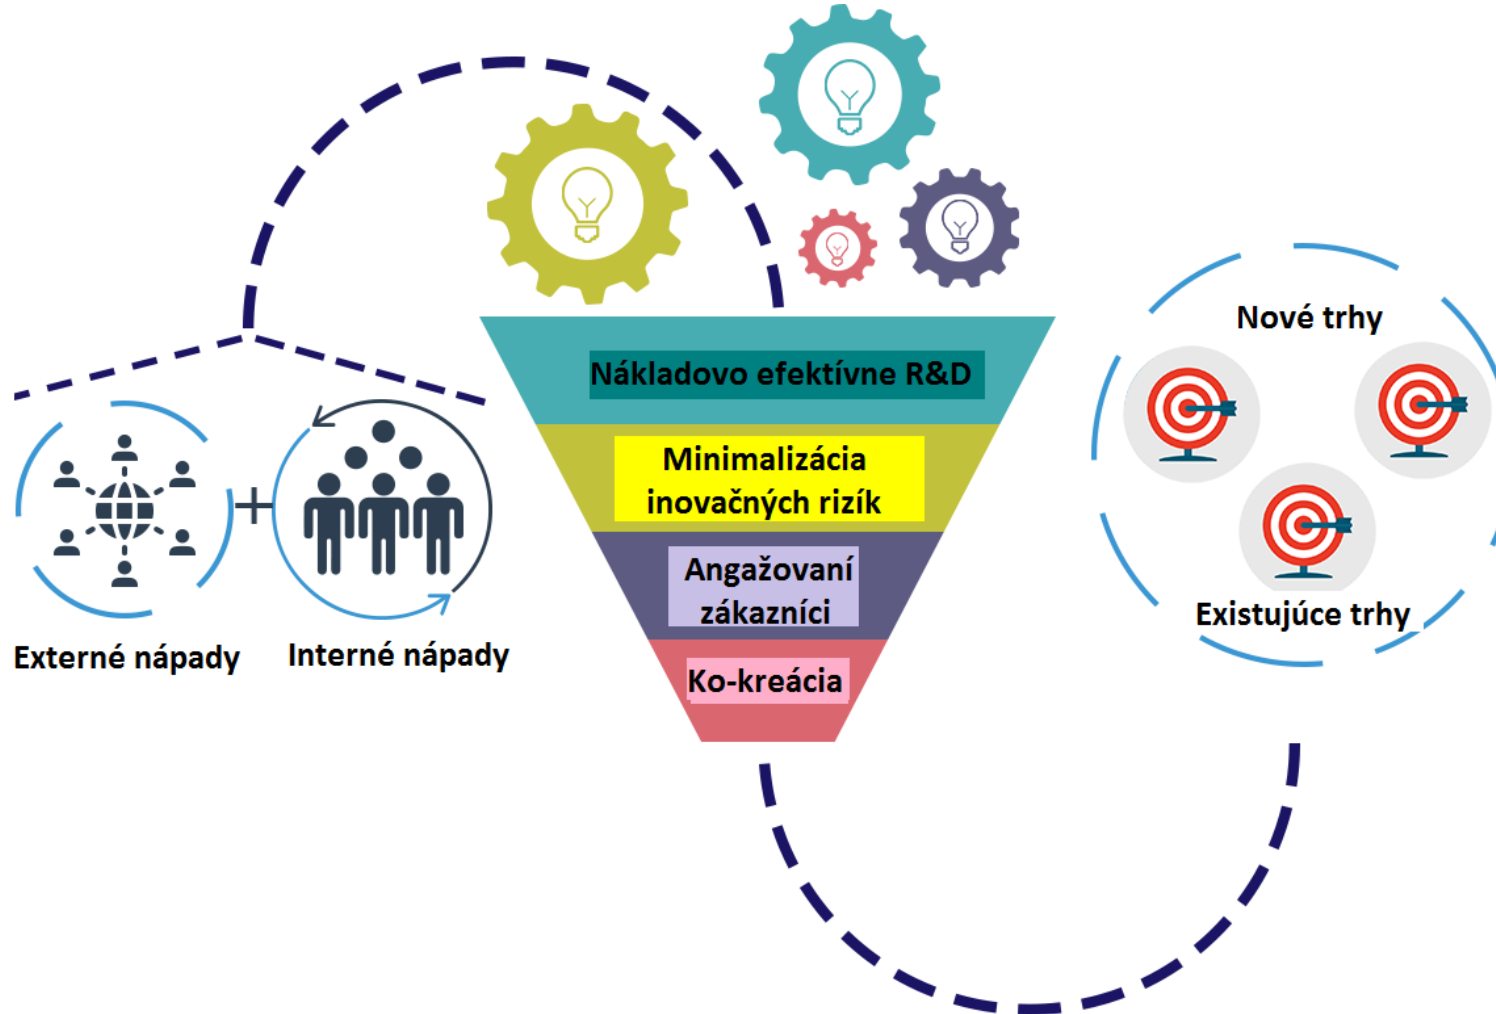 Nákladovo efektívne R&D
Minimalizácia
inovačných rizík
Angažovaní
zákazníci
Ko-kreácia
Externé nápady
Interné nápady
Nové trhy
Existujúce trhy